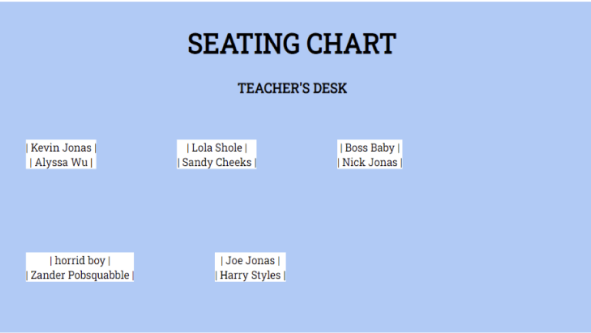 SEATING CHART
TEACHER'S DESK
| Kevin Jonas |
| Alyssa Wu |
| Lola Shole |
| Sandy Cheeks |
| Boss Baby |
| Nick Jonas |
| horrid boy |
| Zander Pobsquabble |
| Joe Jonas |
| Harry Styles |